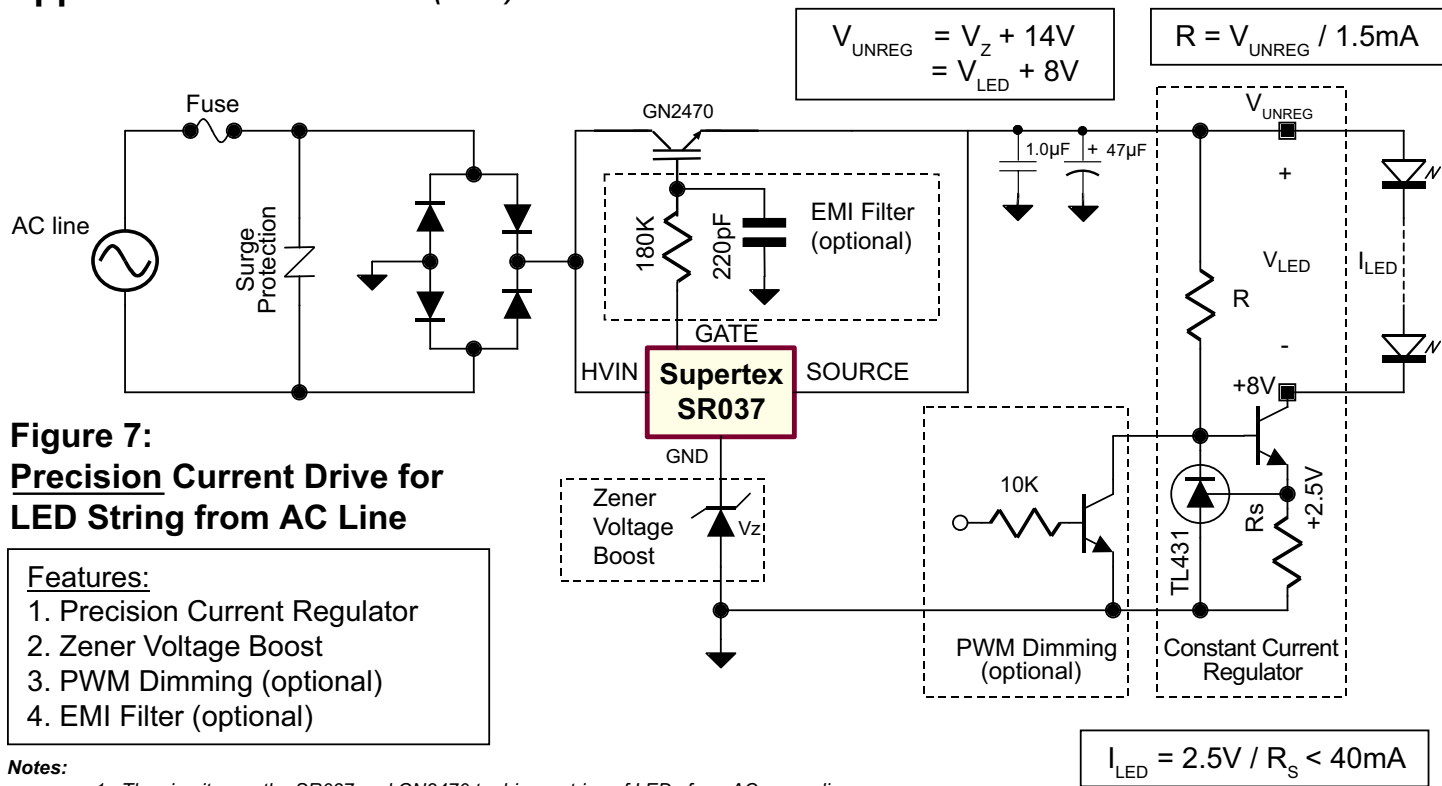 V_UNREG = V_Z + 14V
= V_LED + 8V
R = V_UNREG / 1.5mA
Fuse
GN2470
V_UNREG
1.0µF
+ 47µF
+
AC line
Surge
Protection
180K
220pF
EMI Filter
(optional)
V_LED
I_LED
R
GATE
-
HVIN
Supertex
SR037
SOURCE
+8V
GND
Figure 7:
Precision Current Drive for
LED String from AC Line
Zener
Voltage
Boost
Vz
10K
TL431
Rs
+2.5V
Features:
1. Precision Current Regulator
2. Zener Voltage Boost
3. PWM Dimming (optional)
4. EMI Filter (optional)
PWM Dimming
(optional)
Constant Current
Regulator
I_LED = 2.5V / R_S < 40mA
Notes: